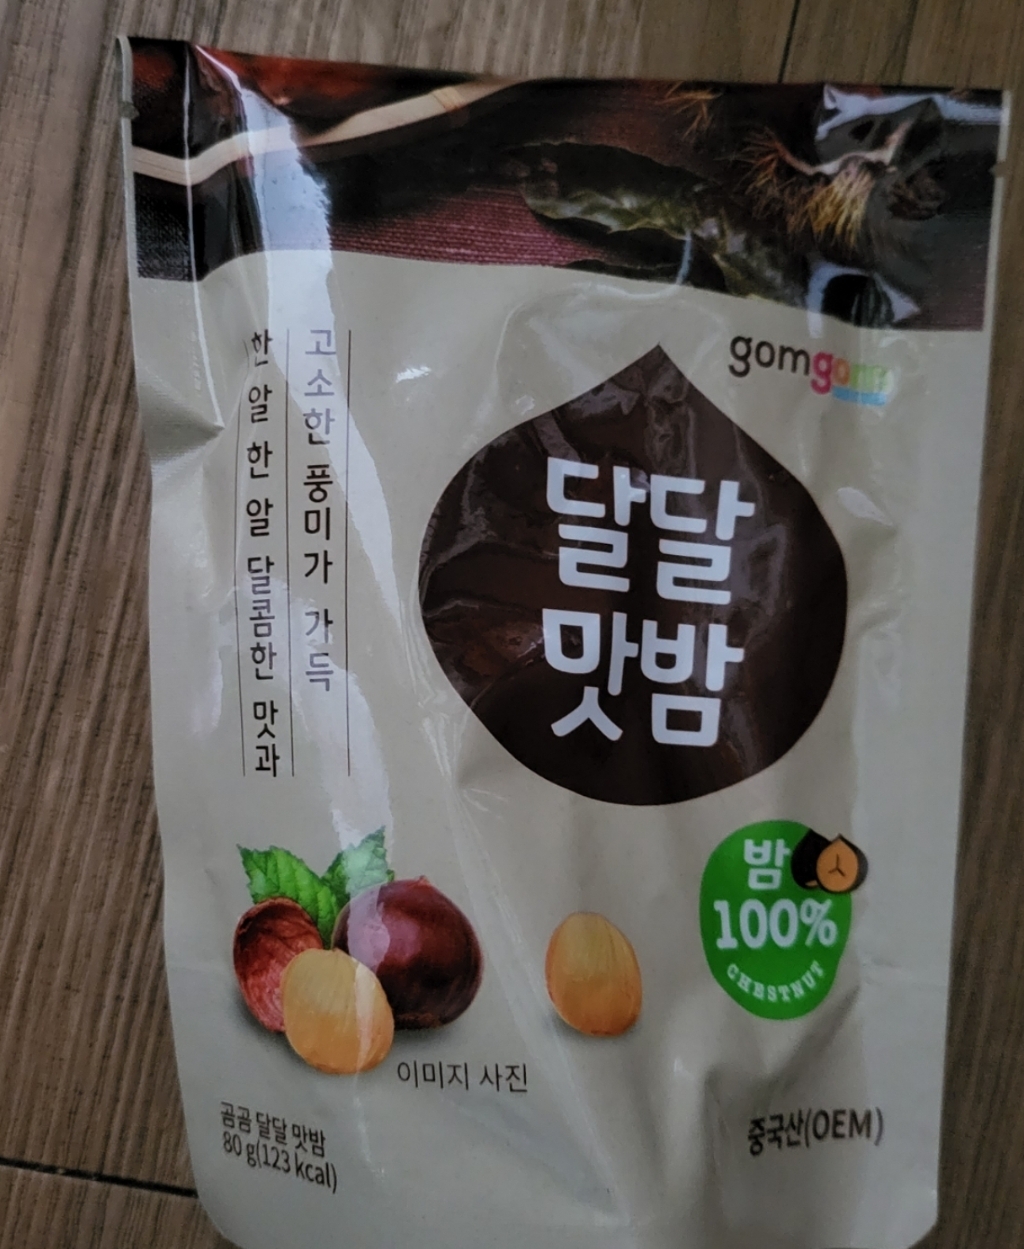 한 알 한 알 달콤한 맛과
고소한 풍미가 가득
gomgom
달달
맛밤
밤
100%
CHESTNUT
이미지 사진
곰곰 달달 맛밤
80 g(123 kcal)
중국산(OEM)